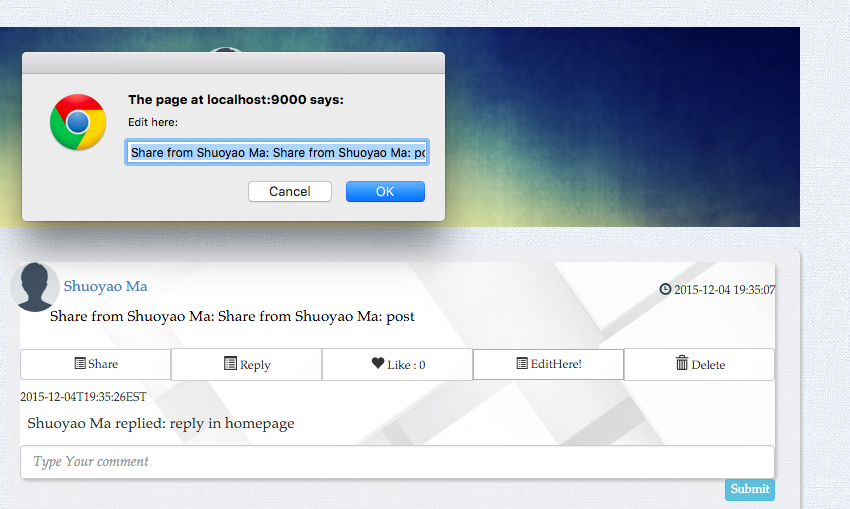 The page at localhost:9000 says:
Edit here:
Share from Shuoyao Ma: Share from Shuoyao Ma: po
Cancel
OK
Shuoyao Ma
2015-12-04 19:35:07
Share from Shuoyao Ma: Share from Shuoyao Ma: post
Share
Reply
Like : 0
EditHere!
Delete
2015-12-04T19:35:26EST
Shuoyao Ma replied: reply in homepage
Type Your comment
Submit